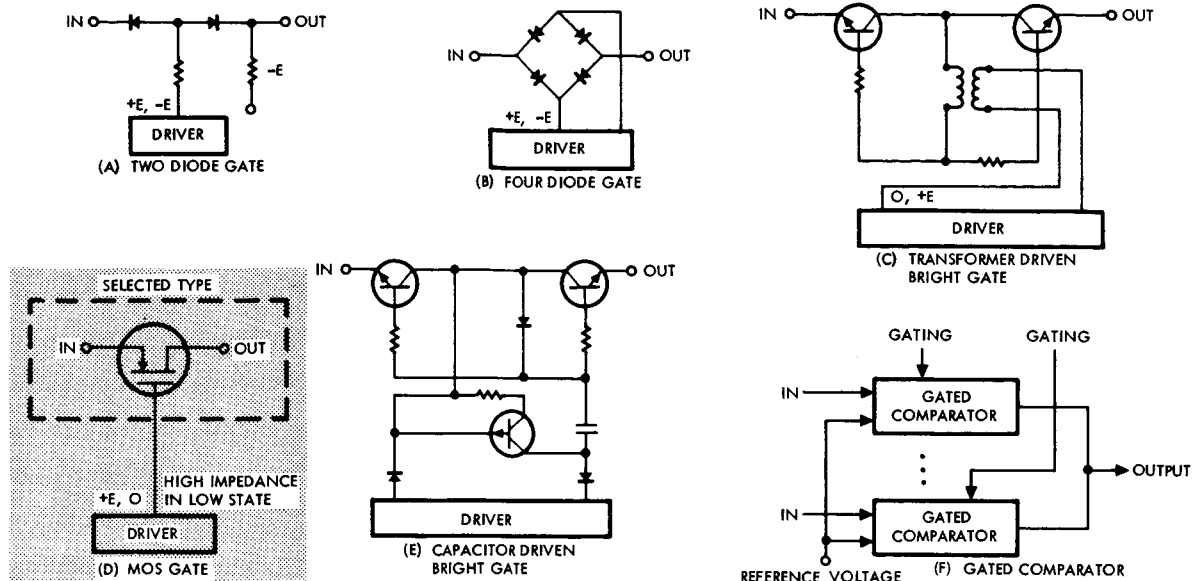 IN
OUT
-E
+E, -E
DRIVER
(A) TWO DIODE GATE
IN
OUT
+E, -E
DRIVER
(B) FOUR DIODE GATE
IN
OUT
O, +E
DRIVER
(C) TRANSFORMER DRIVEN
BRIGHT GATE
SELECTED TYPE
IN
OUT
HIGH IMPEDANCE
IN LOW STATE
+E, O
DRIVER
(D) MOS GATE
IN
OUT
DRIVER
(E) CAPACITOR DRIVEN
BRIGHT GATE
GATING
GATING
IN
GATED
COMPARATOR
OUTPUT
IN
GATED
COMPARATOR
REFERENCE VOLTAGE
(F) GATED COMPARATOR